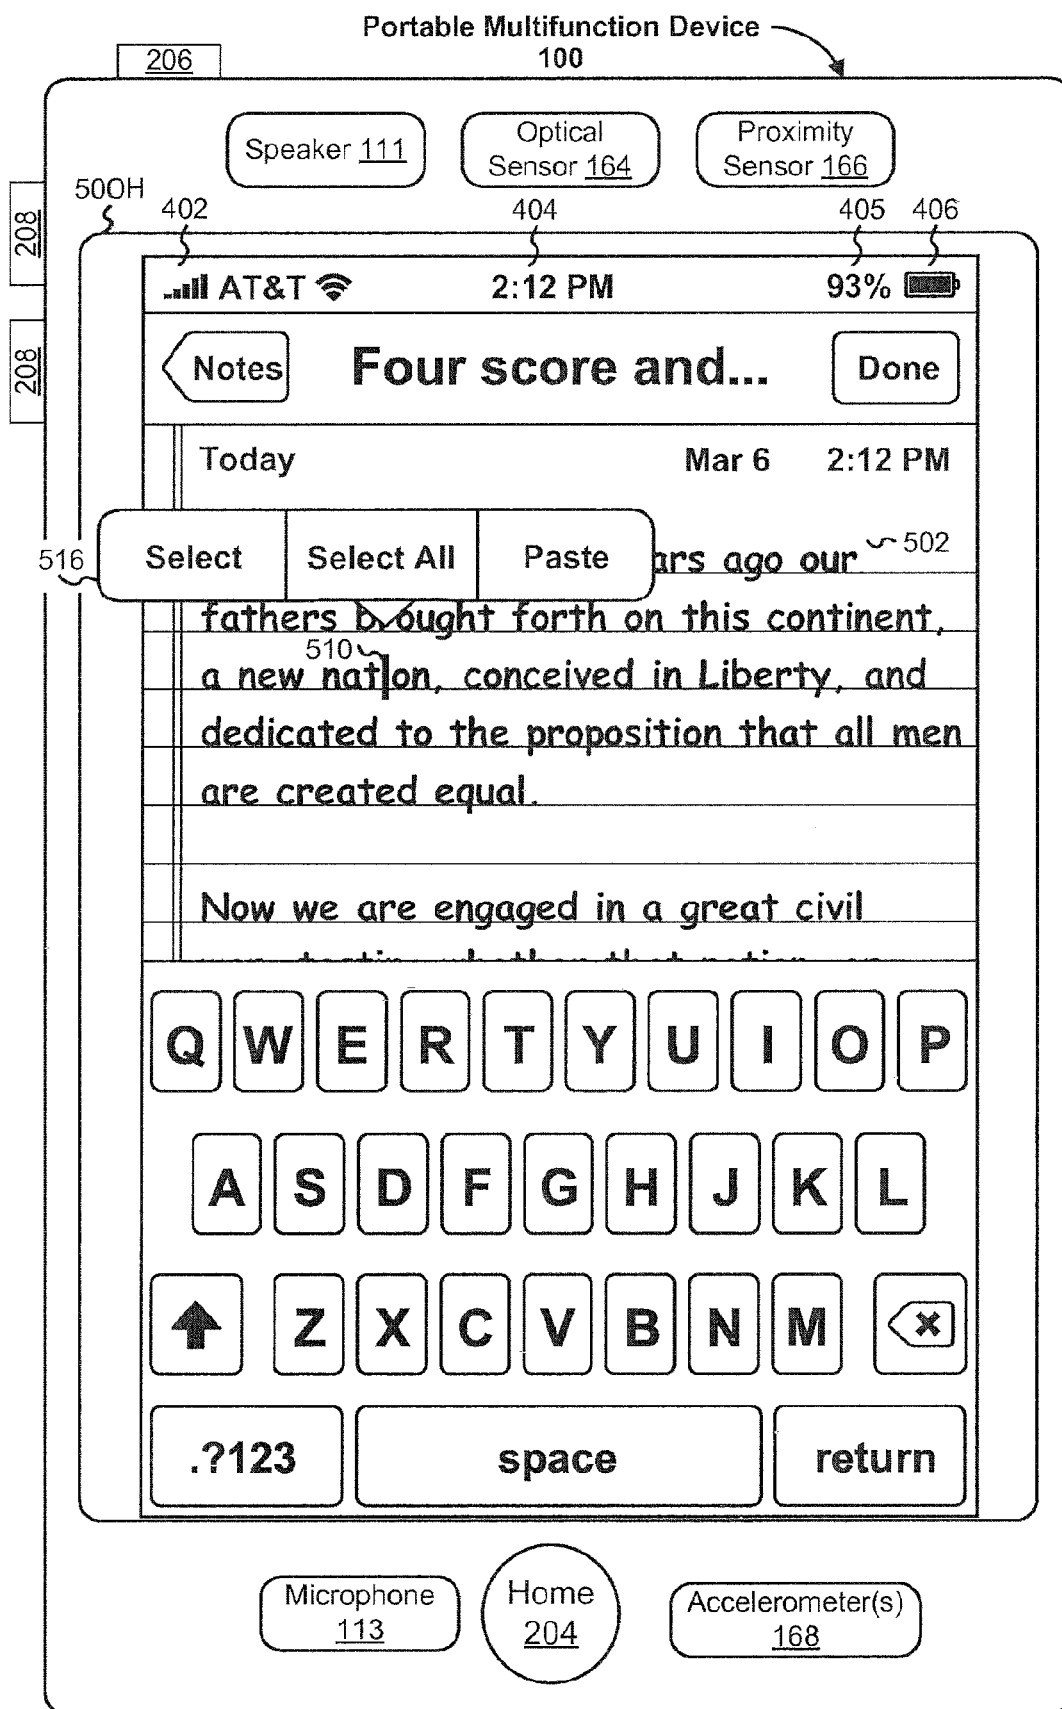 Portable Multifunction Device
100
206
Speaker 111
Optical
Sensor 164
Proximity
Sensor 166
208
500H
402
404
405
406
AT&T
2:12 PM
93%
208
Notes
Four score and...
Done
Today
Mar 6
2:12 PM
516
Select
Select All
Paste
ars ago our
502
fathers b ought forth on this continent,
510
a new nation, conceived in Liberty, and
dedicated to the proposition that all men
are created equal.
Now we are engaged in a great civil
Q W E R T Y U I O P
A S D F G H J K L
Z X C V B N M
.?123
space
return
Microphone
113
Home
204
Accelerometer(s)
168